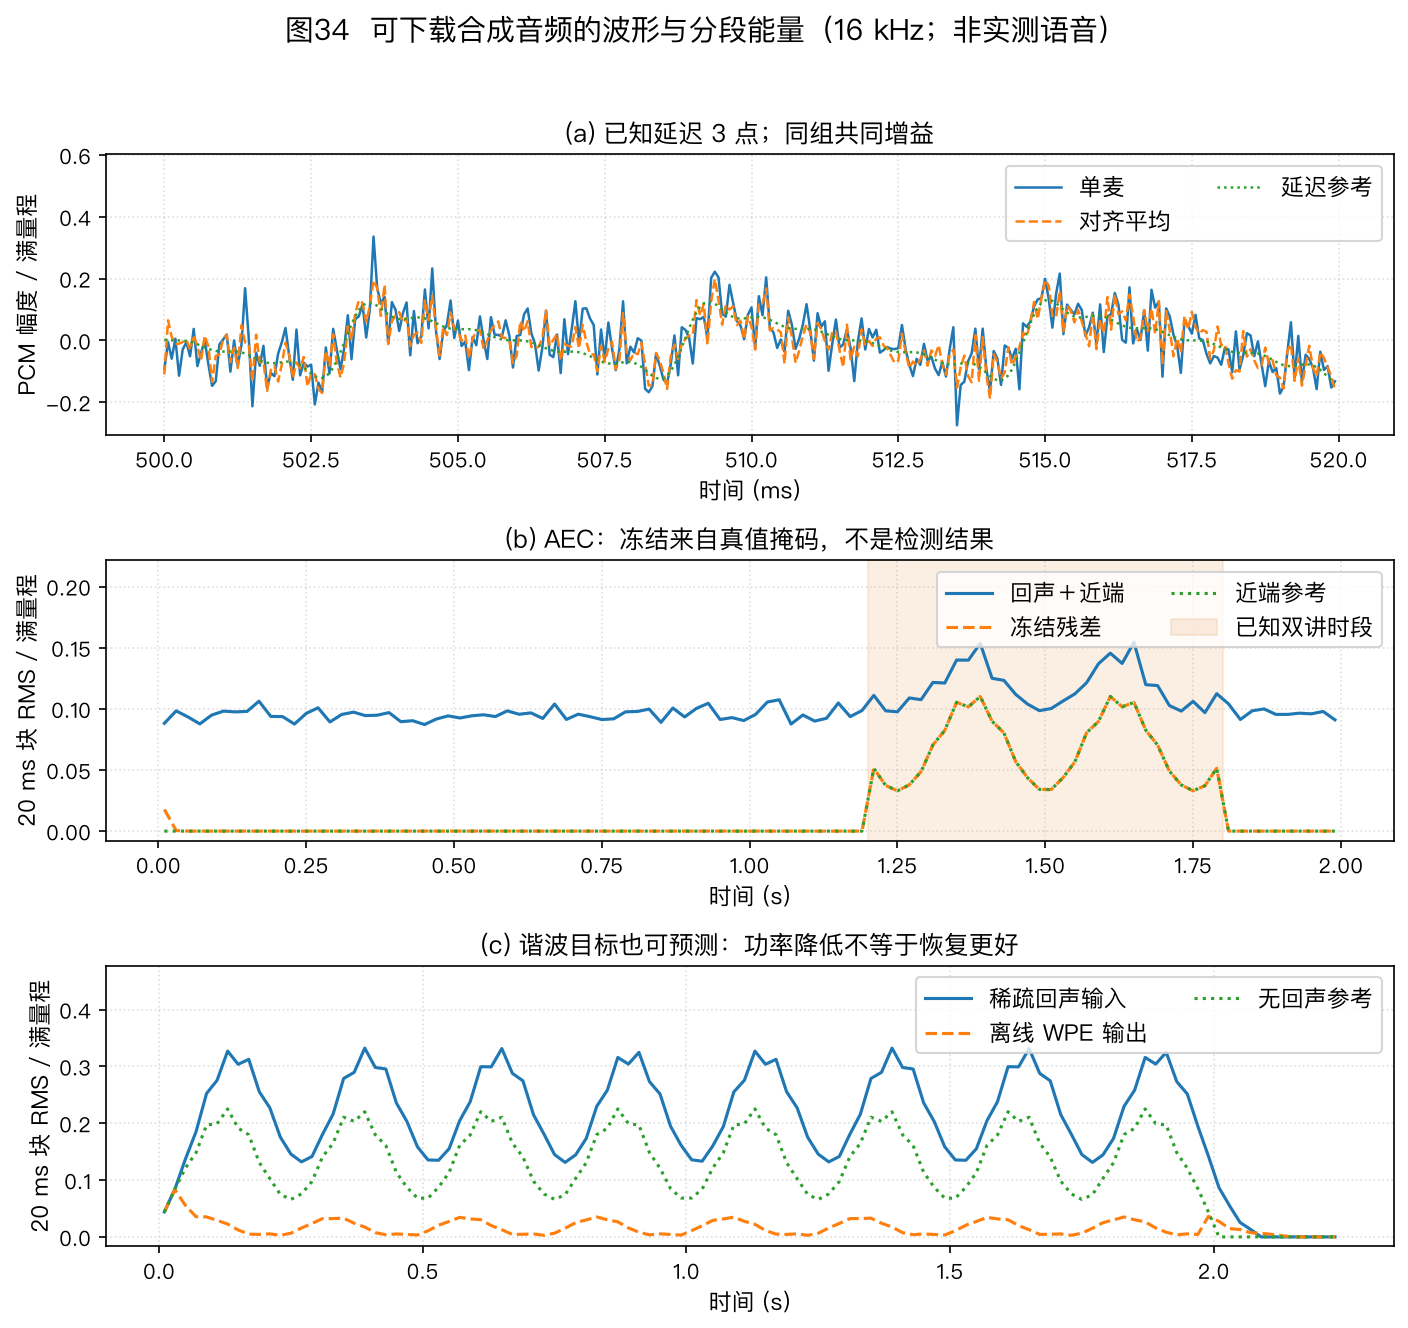 图34  可下载合成音频的波形与分段能量（16 kHz；非实测语音）
(a) 已知延迟 3 点；同组共同增益
PCM 幅度 / 满量程
0.6
0.4
0.2
0.0
−0.2
单麦
对齐平均
延迟参考
500.0 502.5 505.0 507.5 510.0 512.5 515.0 517.5 520.0
时间 (ms)
(b) AEC：冻结来自真值掩码，不是检测结果
20 ms 块 RMS / 满量程
0.20
0.15
0.10
0.05
0.00
回声＋近端
冻结残差
近端参考
已知双讲时段
0.00 0.25 0.50 0.75 1.00 1.25 1.50 1.75 2.00
时间 (s)
(c) 谐波目标也可预测：功率降低不等于恢复更好
20 ms 块 RMS / 满量程
0.4
0.3
0.2
0.1
0.0
稀疏回声输入
离线 WPE 输出
无回声参考
0.0 0.5 1.0 1.5 2.0
时间 (s)